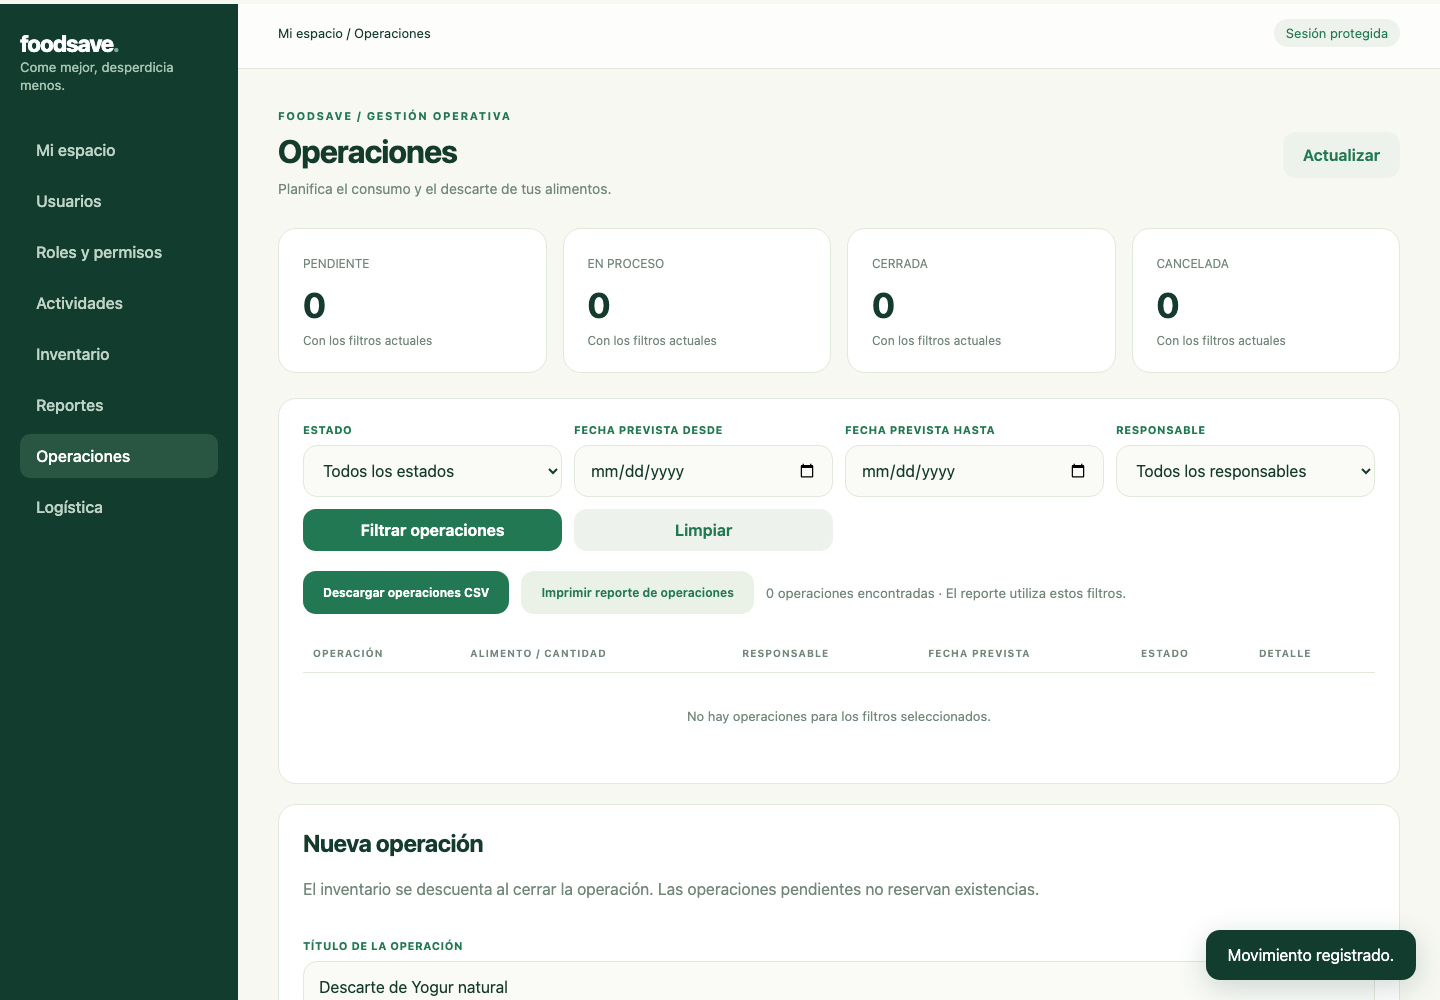 foodsave.
Come mejor, desperdicia
menos.
Mi espacio
Usuarios
Roles y permisos
Actividades
Inventario
Reportes
Operaciones
Logística
Mi espacio / Operaciones
Sesión protegida
FOODSAVE / GESTIÓN OPERATIVA
Operaciones
Planifica el consumo y el descarte de tus alimentos.
Actualizar
PENDIENTE
0
Con los filtros actuales
EN PROCESO
0
Con los filtros actuales
CERRADA
0
Con los filtros actuales
CANCELADA
0
Con los filtros actuales
ESTADO
Todos los estados
FECHA PREVISTA DESDE
mm/dd/yyyy
FECHA PREVISTA HASTA
mm/dd/yyyy
RESPONSABLE
Todos los responsables
Filtrar operaciones
Limpiar
Descargar operaciones CSV
Imprimir reporte de operaciones
0 operaciones encontradas · El reporte utiliza estos filtros.
OPERACIÓN ALIMENTO / CANTIDAD RESPONSABLE FECHA PREVISTA ESTADO DETALLE
No hay operaciones para los filtros seleccionados.
Nueva operación
El inventario se descuenta al cerrar la operación. Las operaciones pendientes no reservan existencias.
TÍTULO DE LA OPERACIÓN
Descarte de Yogur natural
Movimiento registrado.